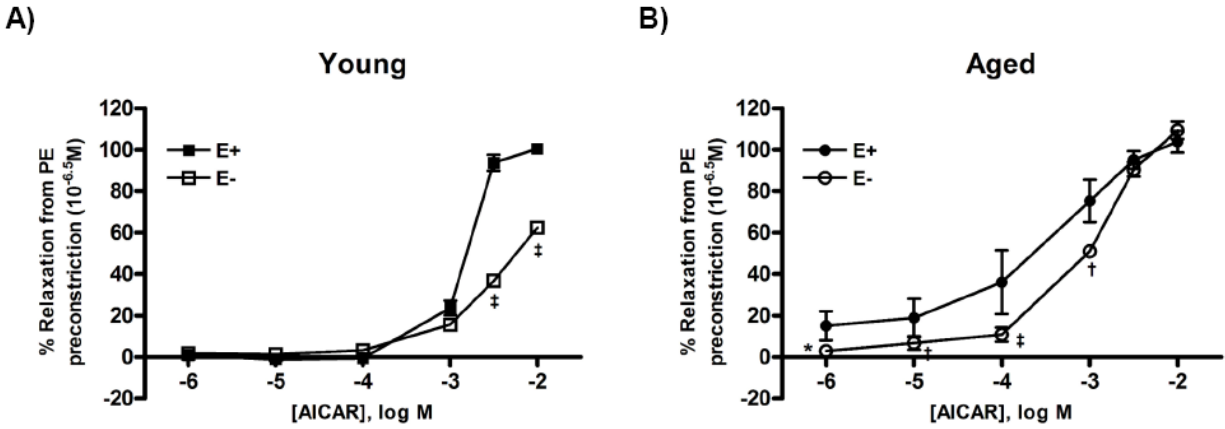 A)
Young
% Relaxation from PE
preconstriction (10-6.5M)
120
100
80
60
40
20
0
-20
E+
E-
‡
‡
-6
-5
-4
-3
-2
[AICAR], log M
B)
Aged
% Relaxation from PE
preconstriction (10-6.5M)
120
100
80
60
40
20
0
-20
E+
E-
*
†
‡
†
-6
-5
-4
-3
-2
[AICAR], log M